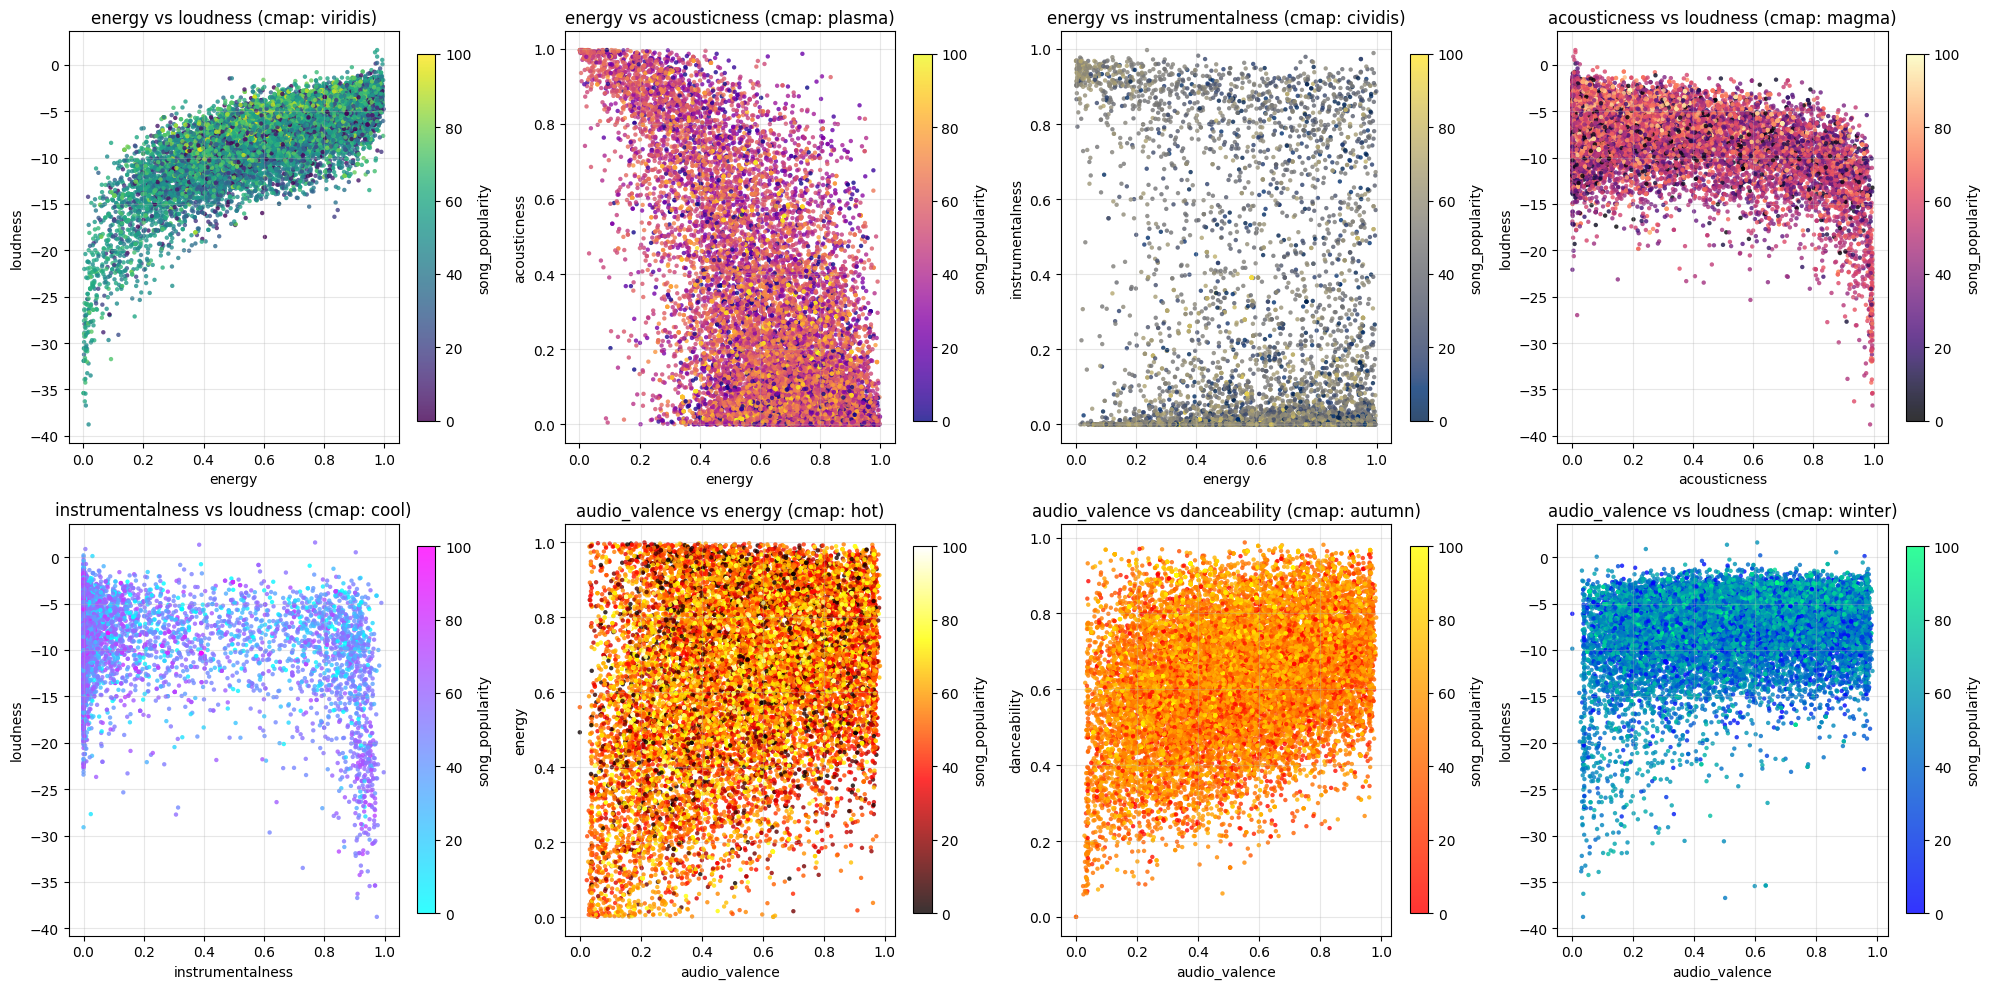 energy vs loudness (cmap: viridis)
0
−5
−10
−15
−20
−25
−30
−35
−40
loudness
0.0 0.2 0.4 0.6 0.8 1.0
energy
100
80
60
40
20
0
song_popularity
energy vs acousticness (cmap: plasma)
1.0
0.8
0.6
0.4
0.2
0.0
acousticness
0.0 0.2 0.4 0.6 0.8 1.0
energy
100
80
60
40
20
0
song_popularity
energy vs instrumentalness (cmap: cividis)
1.0
0.8
0.6
0.4
0.2
0.0
instrumentalness
0.0 0.2 0.4 0.6 0.8 1.0
energy
100
80
60
40
20
0
song_popularity
acousticness vs loudness (cmap: magma)
0
−5
−10
−15
−20
−25
−30
−35
−40
loudness
0.0 0.2 0.4 0.6 0.8 1.0
acousticness
100
80
60
40
20
0
song_popularity
instrumentalness vs loudness (cmap: cool)
0
−5
−10
−15
−20
−25
−30
−35
−40
loudness
0.0 0.2 0.4 0.6 0.8 1.0
instrumentalness
100
80
60
40
20
0
song_popularity
audio_valence vs energy (cmap: hot)
1.0
0.8
0.6
0.4
0.2
0.0
energy
0.0 0.2 0.4 0.6 0.8 1.0
audio_valence
100
80
60
40
20
0
song_popularity
audio_valence vs danceability (cmap: autumn)
1.0
0.8
0.6
0.4
0.2
0.0
danceability
0.0 0.2 0.4 0.6 0.8 1.0
audio_valence
100
80
60
40
20
0
song_popularity
audio_valence vs loudness (cmap: winter)
0
−5
−10
−15
−20
−25
−30
−35
−40
loudness
0.0 0.2 0.4 0.6 0.8 1.0
audio_valence
100
80
60
40
20
0
song_popularity